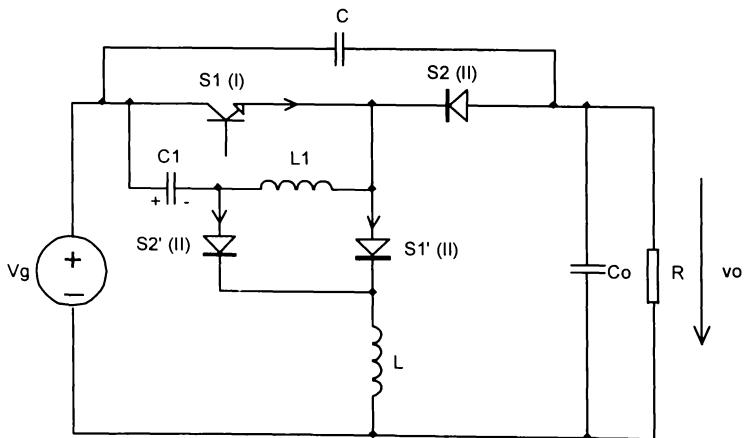 C
S1 (I)
S2 (II)
C1
L1
+ -
S2' (II)
S1' (II)
Vg
+
−
Co
R
vo
L